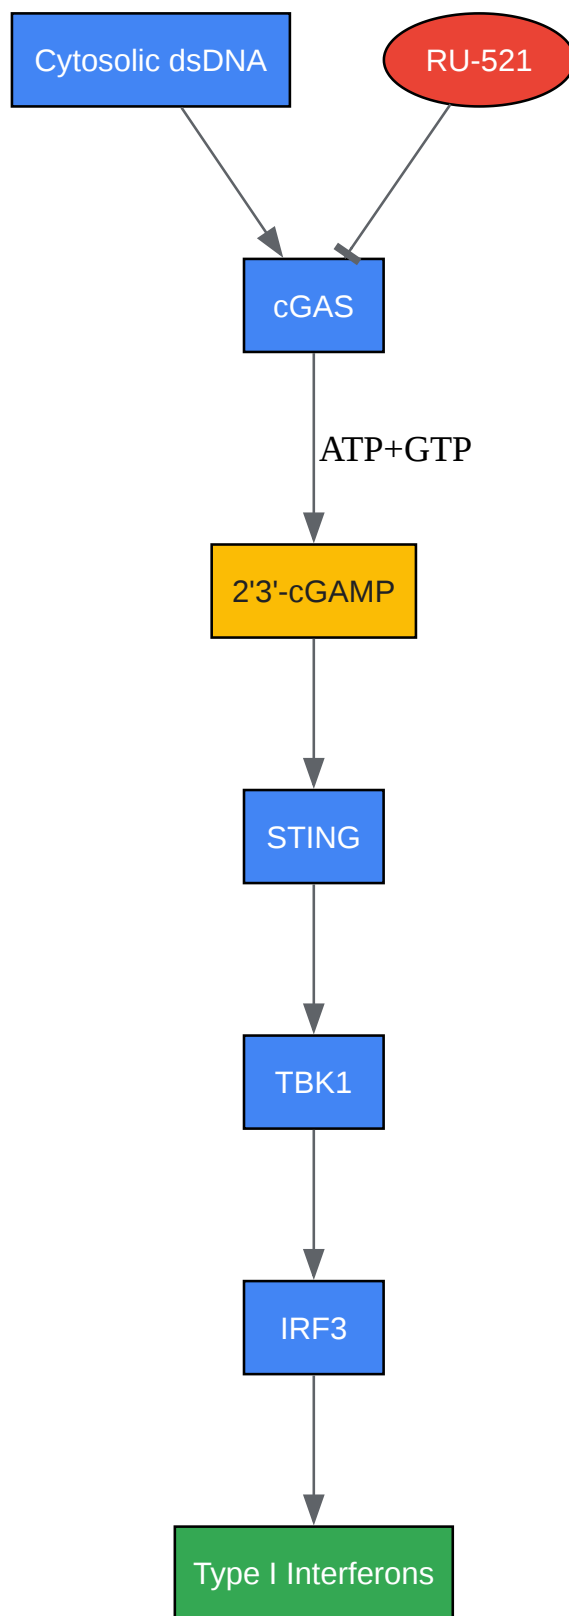 Cytosolic dsDNA
RU-521
cGAS
ATP+GTP
2'3'-cGAMP
STING
TBK1
IRF3
Type I Interferons